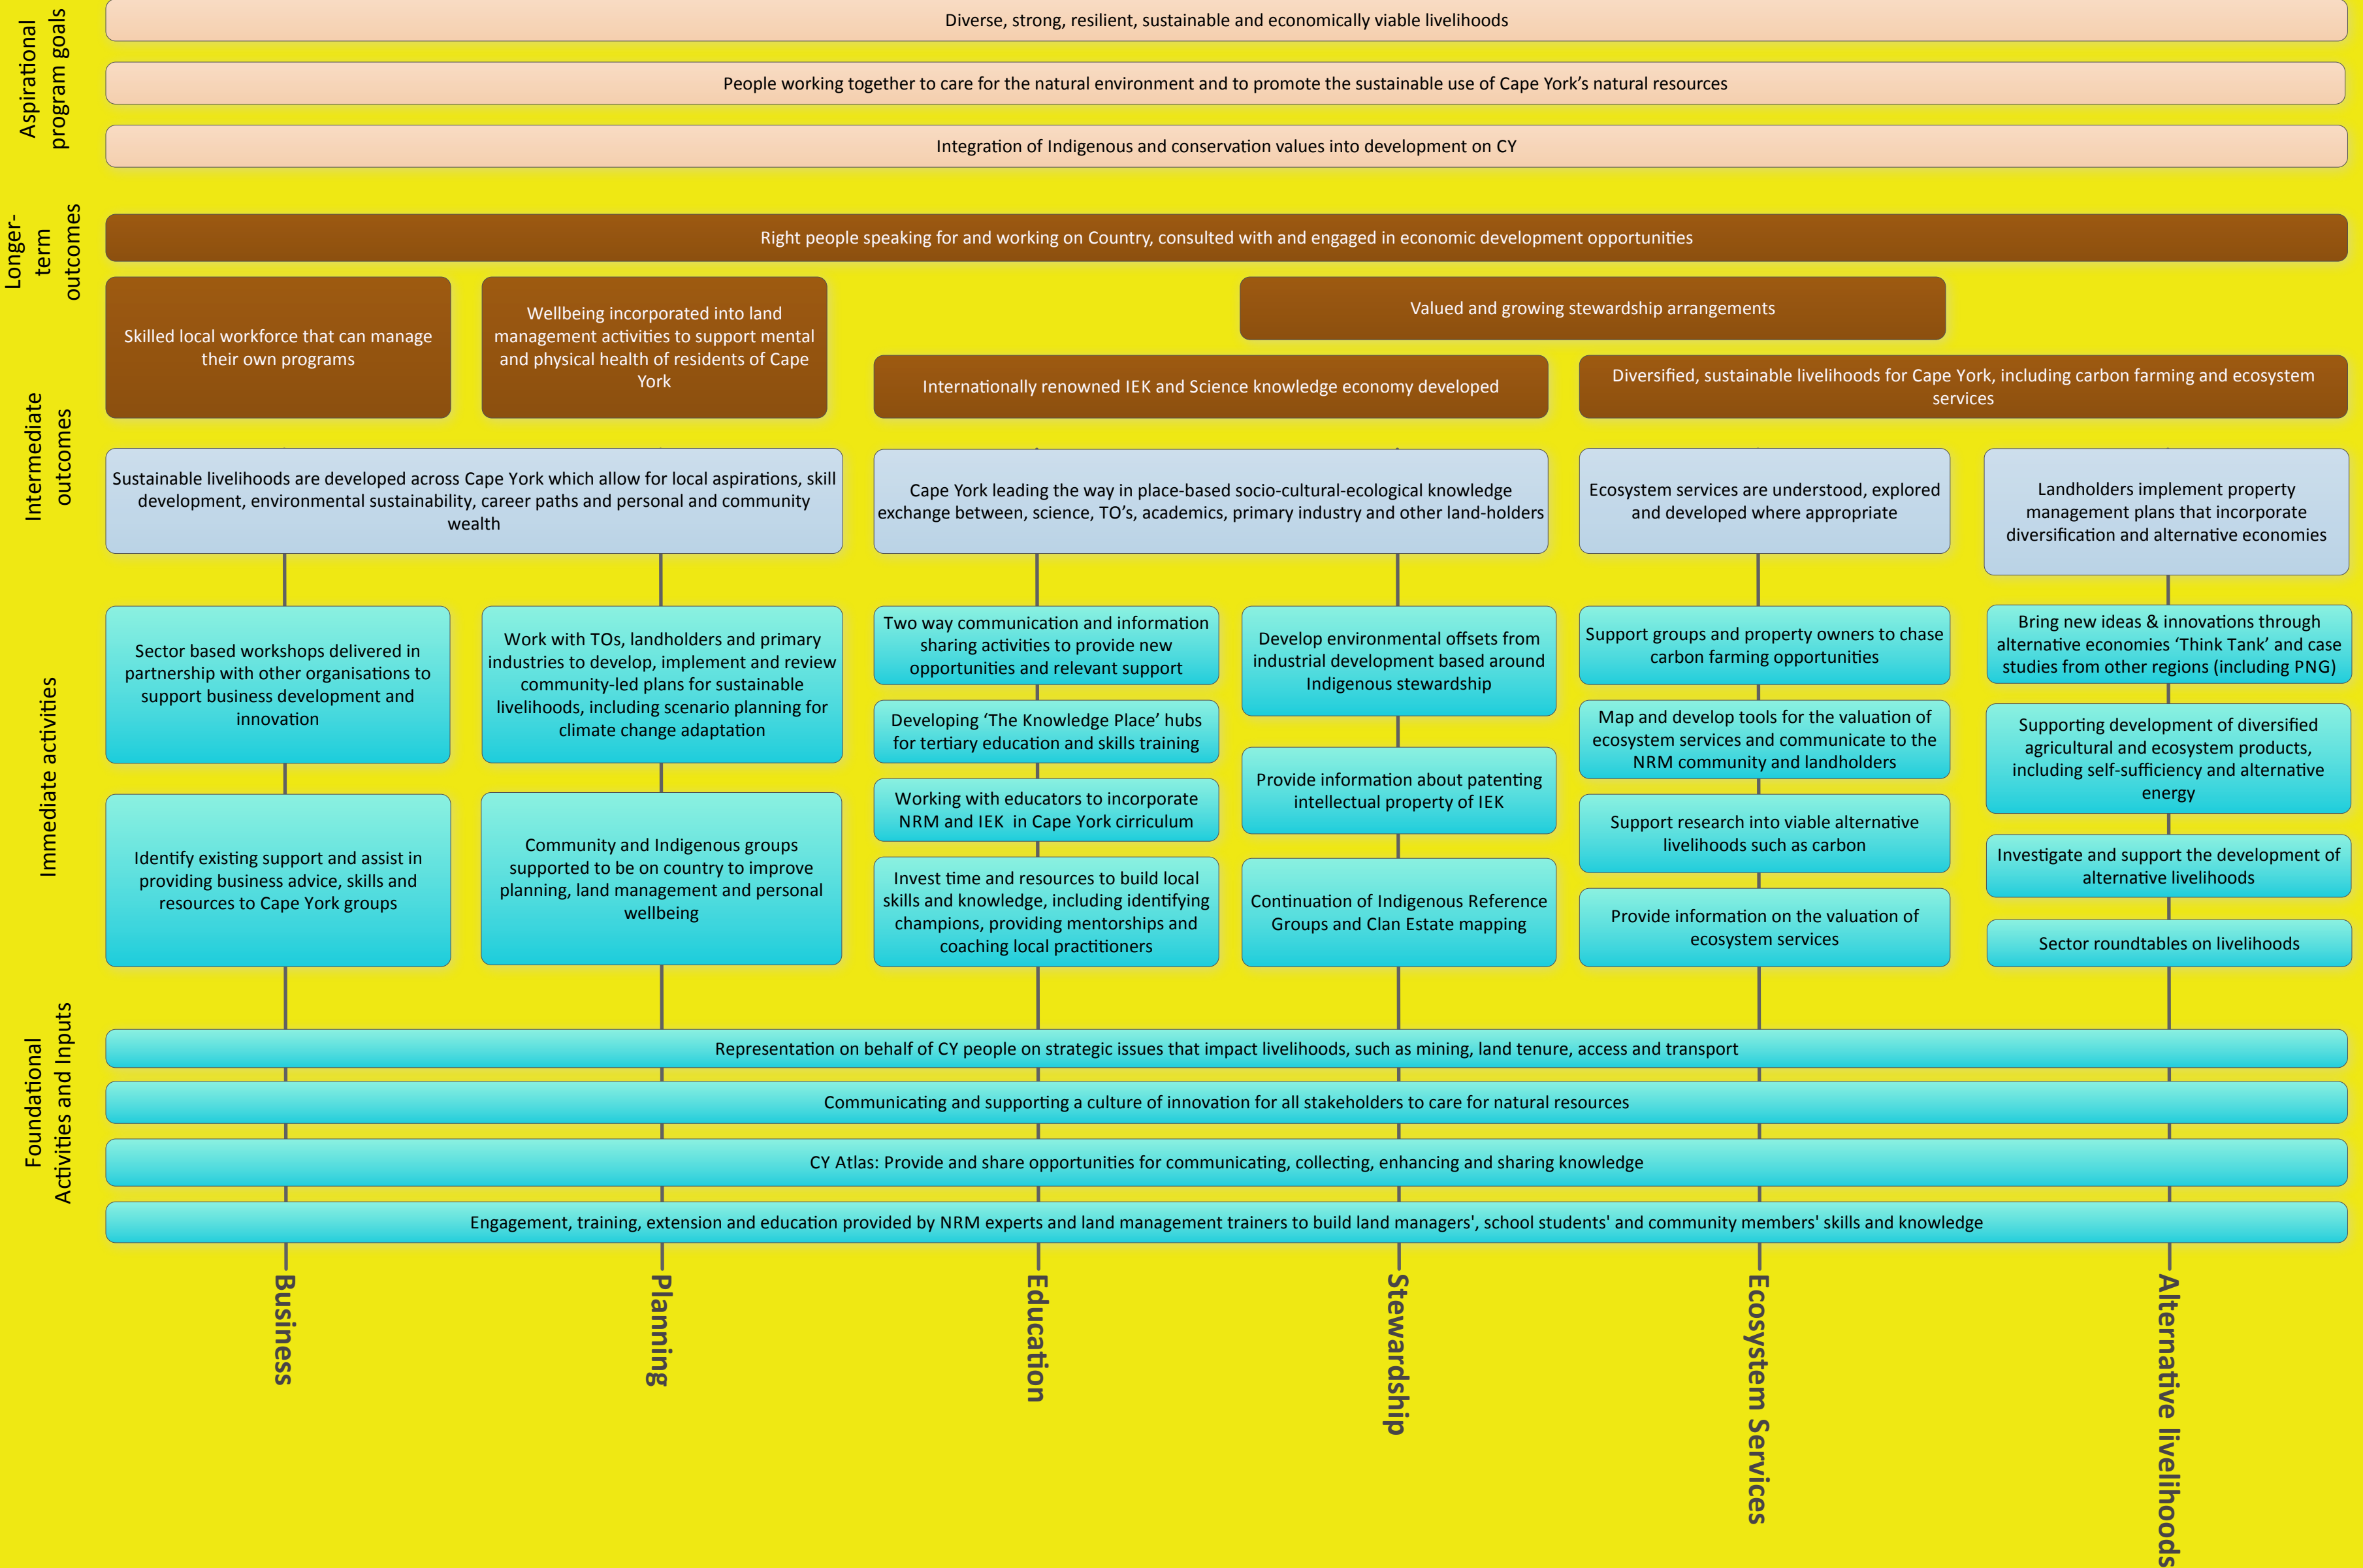 Aspirational
program goals
Diverse, strong, resilient, sustainable and economically viable livelihoods
People working together to care for the natural environment and to promote the sustainable use of Cape York’s natural resources
Integration of Indigenous and conservation values into development on CY
Longer-
term
outcomes
Right people speaking for and working on Country, consulted with and engaged in economic development opportunities
Skilled local workforce that can manage
their own programs
Wellbeing incorporated into land
management activities to support mental
and physical health of residents of Cape
York
Valued and growing stewardship arrangements
Internationally renowned IEK and Science knowledge economy developed
Diversified, sustainable livelihoods for Cape York, including carbon farming and ecosystem
services
Intermediate
outcomes
Sustainable livelihoods are developed across Cape York which allow for local aspirations, skill
development, environmental sustainability, career paths and personal and community
wealth
Cape York leading the way in place-based socio-cultural-ecological knowledge
exchange between, science, TO’s, academics, primary industry and other land-holders
Ecosystem services are understood, explored
and developed where appropriate
Landholders implement property
management plans that incorporate
diversification and alternative economies
Immediate activities
Sector based workshops delivered in
partnership with other organisations to
support business development and
innovation
Identify existing support and assist in
providing business advice, skills and
resources to Cape York groups
Work with TOs, landholders and primary
industries to develop, implement and review
community-led plans for sustainable
livelihoods, including scenario planning for
climate change adaptation
Community and Indigenous groups
supported to be on country to improve
planning, land management and personal
wellbeing
Two way communication and information
sharing activities to provide new
opportunities and relevant support
Developing ‘The Knowledge Place’ hubs
for tertiary education and skills training
Working with educators to incorporate
NRM and IEK  in Cape York cirriculum
Invest time and resources to build local
skills and knowledge, including identifying
champions, providing mentorships and
coaching local practitioners
Develop environmental offsets from
industrial development based around
Indigenous stewardship
Provide information about patenting
intellectual property of IEK
Continuation of Indigenous Reference
Groups and Clan Estate mapping
Support groups and property owners to chase
carbon farming opportunities
Map and develop tools for the valuation of
ecosystem services and communicate to the
NRM community and landholders
Support research into viable alternative
livelihoods such as carbon
Provide information on the valuation of
ecosystem services
Bring new ideas & innovations through
alternative economies ‘Think Tank’ and case
studies from other regions (including PNG)
Supporting development of diversified
agricultural and ecosystem products,
including self-sufficiency and alternative
energy
Investigate and support the development of
alternative livelihoods
Sector roundtables on livelihoods
Foundational
Activities and Inputs
Representation on behalf of CY people on strategic issues that impact livelihoods, such as mining, land tenure, access and transport
Communicating and supporting a culture of innovation for all stakeholders to care for natural resources
CY Atlas: Provide and share opportunities for communicating, collecting, enhancing and sharing knowledge
Engagement, training, extension and education provided by NRM experts and land management trainers to build land managers', school students' and community members' skills and knowledge
Business
Planning
Education
Stewardship
Ecosystem Services
Alternative livelihoods